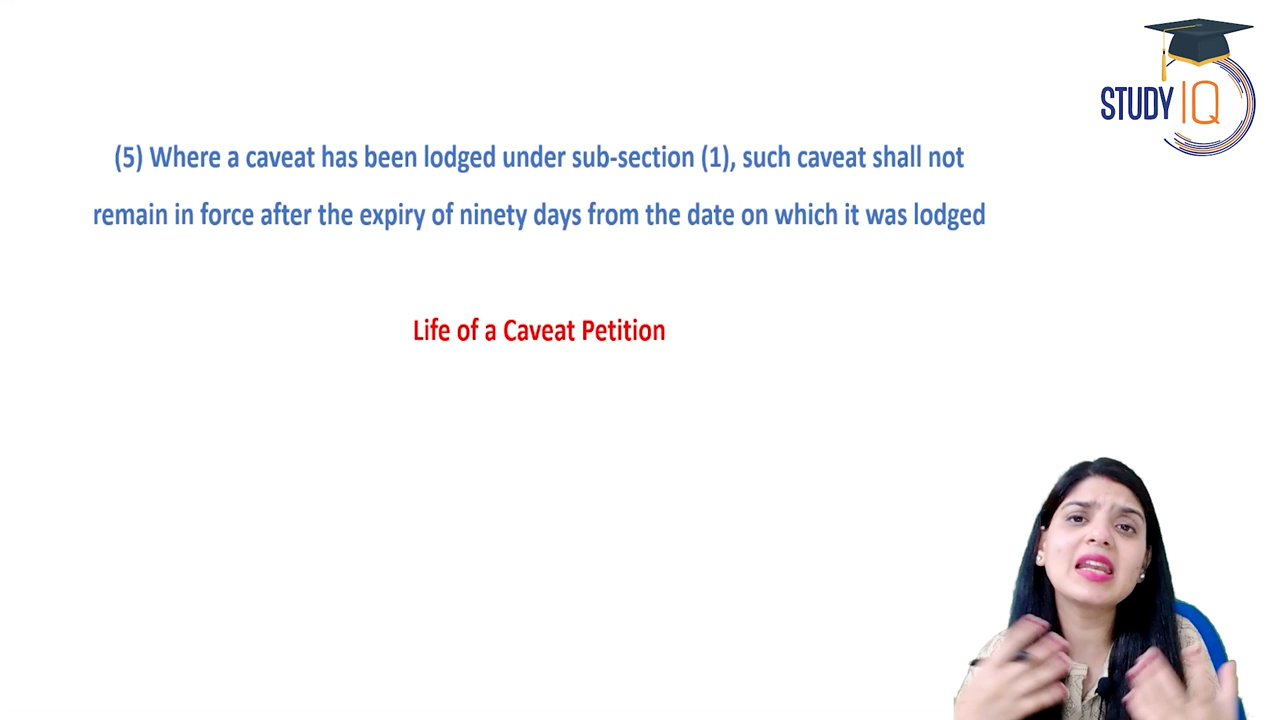 STUDY IQ
(5) Where a caveat has been lodged under sub-section (1), such caveat shall not
remain in force after the expiry of ninety days from the date on which it was lodged
Life of a Caveat Petition